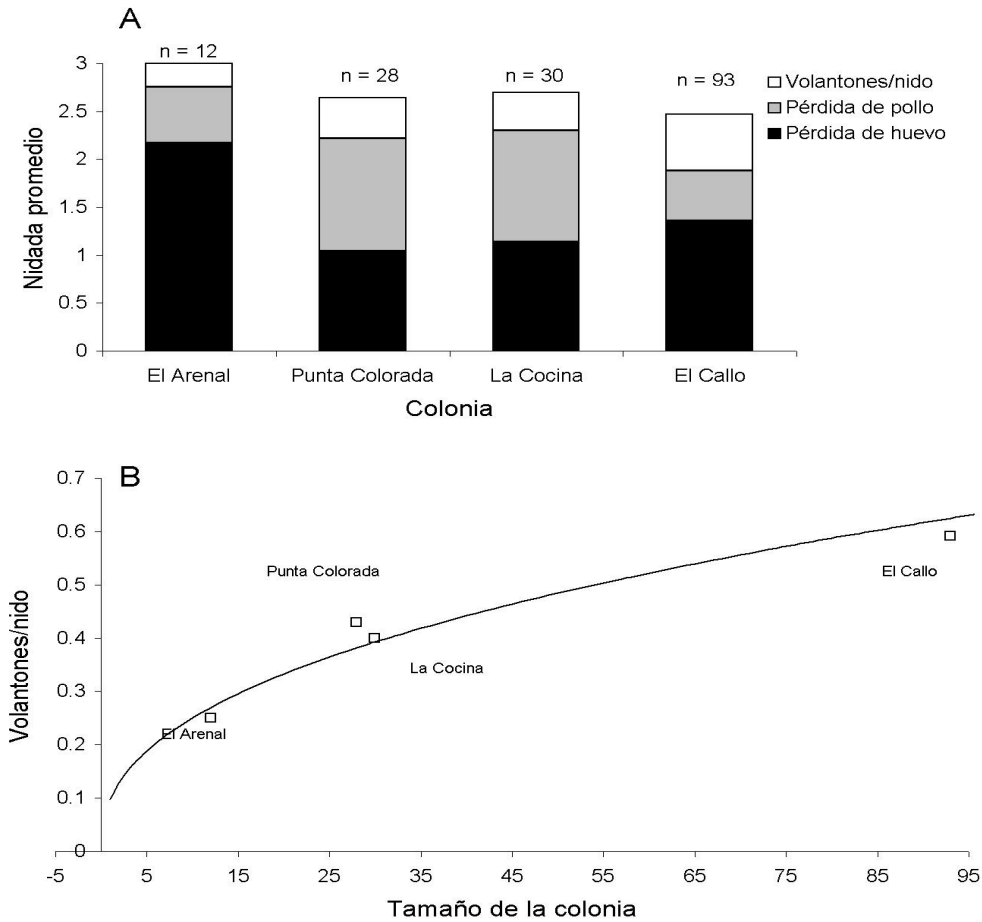 A
n = 12
n = 28
n = 30
n = 93
Volantones/nido
Pérdida de pollo
Pérdida de huevo
Nidada promedio
3
2.5
2
1.5
1
0.5
0
El Arenal
Punta Colorada
La Cocina
El Callo
Colonia
B
Volantones/nido
0.7
0.6
0.5
0.4
0.3
0.2
0.1
0
Punta Colorada
El Callo
La Cocina
El Arenal
-5 5 15 25 35 45 55 65 75 85 95
Tamaño de la colonia